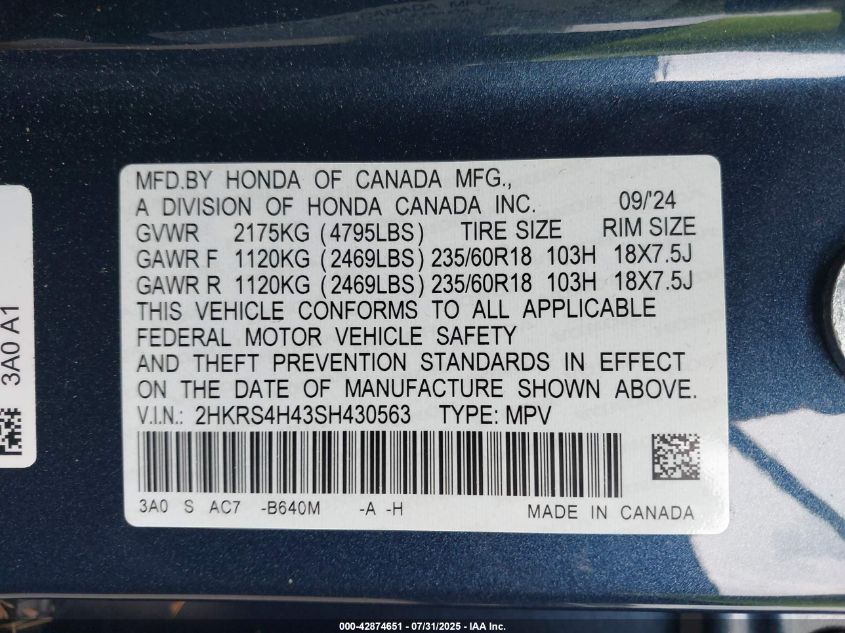 MFD.BY HONDA OF CANADA MFG.,
A DIVISION OF HONDA CANADA INC. 09/'24
GVWR 2175KG (4795LBS) TIRE SIZE RIM SIZE
GAWR F 1120KG (2469LBS) 235/60R18 103H 18X7.5J
GAWR R 1120KG (2469LBS) 235/60R18 103H 18X7.5J
THIS VEHICLE CONFORMS TO ALL APPLICABLE
FEDERAL MOTOR VEHICLE SAFETY
AND THEFT PREVENTION STANDARDS IN EFFECT
ON THE DATE OF MANUFACTURE SHOWN ABOVE.
V.I.N.: 2HKRS4H43SH430563 TYPE: MPV
3A0 S AC7 -B640M -A -H MADE IN CANADA
3A0 A1
000-42874651 - 07/31/2025 - IAA Inc.